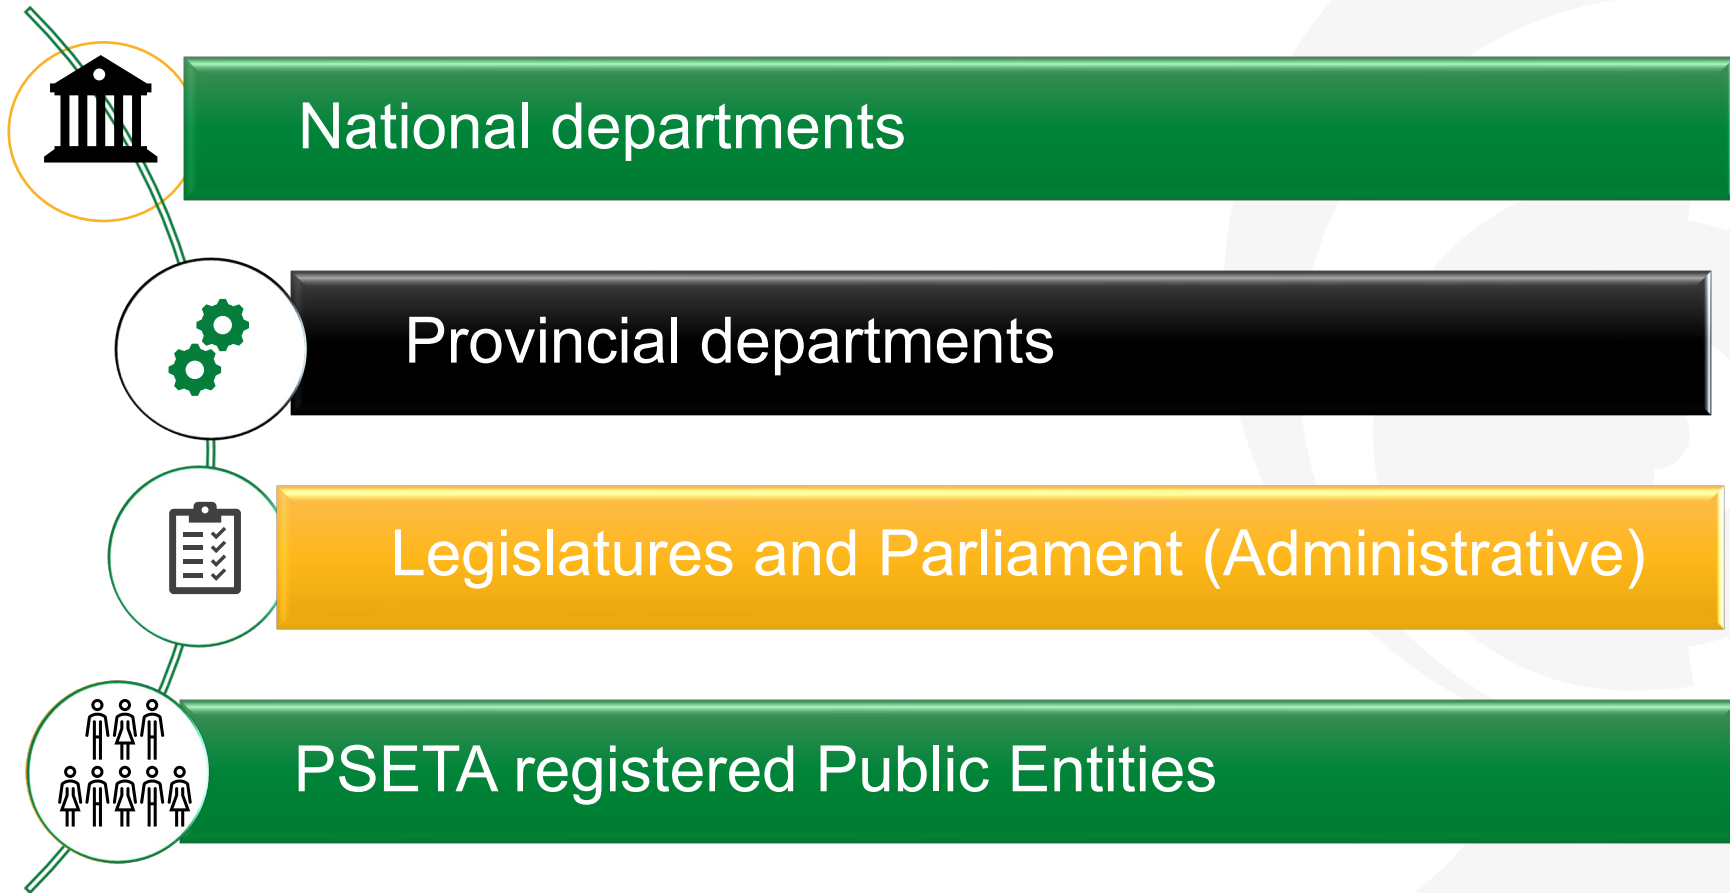 National departments
Provincial departments
Legislatures and Parliament (Administrative)
PSETA registered Public Entities